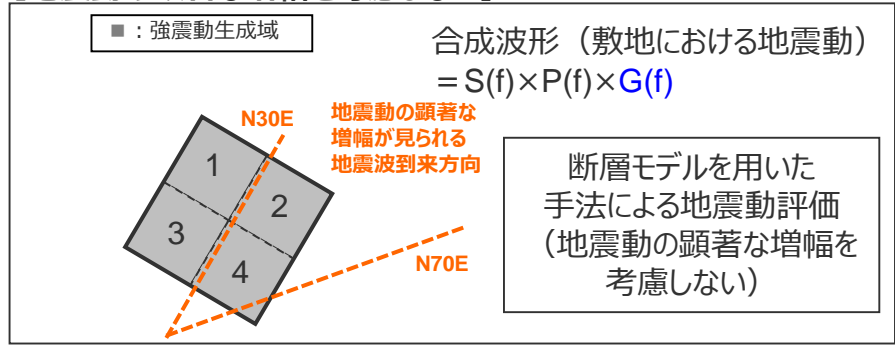 ■：強震動生成域
合成波形（敷地における地震動）
＝S(f)×P(f)×G(f)
N30E
地震動の顕著な
増幅が見られる
地震波到来方向
1
2
3
4
N70E
断層モデルを用いた
手法による地震動評価
（地震動の顕著な増幅を
考慮しない）